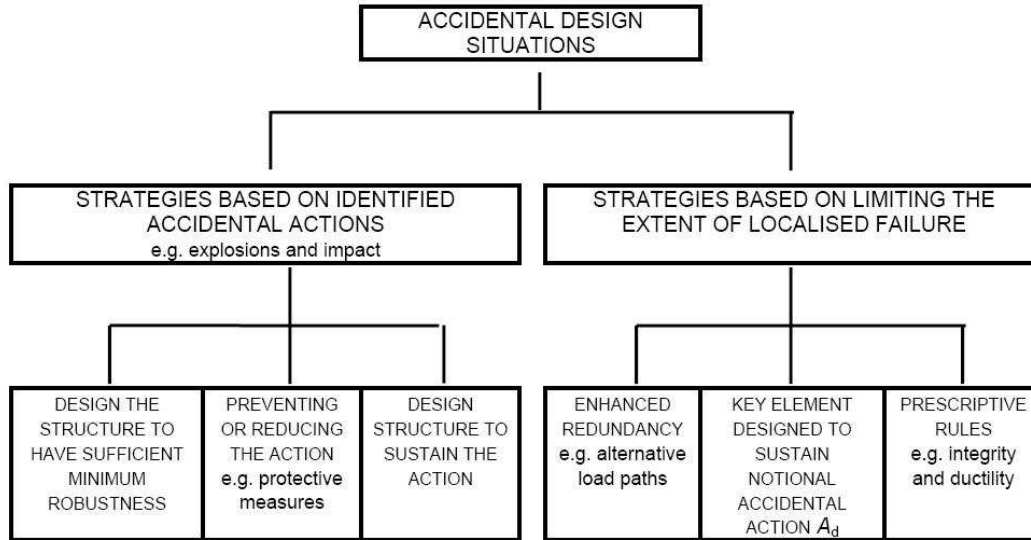 ACCIDENTAL DESIGN
SITUATIONS
STRATEGIES BASED ON IDENTIFIED
ACCIDENTAL ACTIONS
e.g. explosions and impact
STRATEGIES BASED ON LIMITING THE
EXTENT OF LOCALISED FAILURE
DESIGN THE
STRUCTURE TO
HAVE SUFFICIENT
MINIMUM
ROBUSTNESS
PREVENTING
OR REDUCING
THE ACTION
e.g. protective
measures
DESIGN
STRUCTURE TO
SUSTAIN THE
ACTION
ENHANCED
REDUNDANCY
e.g. alternative
load paths
KEY ELEMENT
DESIGNED TO
SUSTAIN
NOTIONAL
ACCIDENTAL
ACTION Ad
PRESCRIPTIVE
RULES
e.g. integrity
and ductility